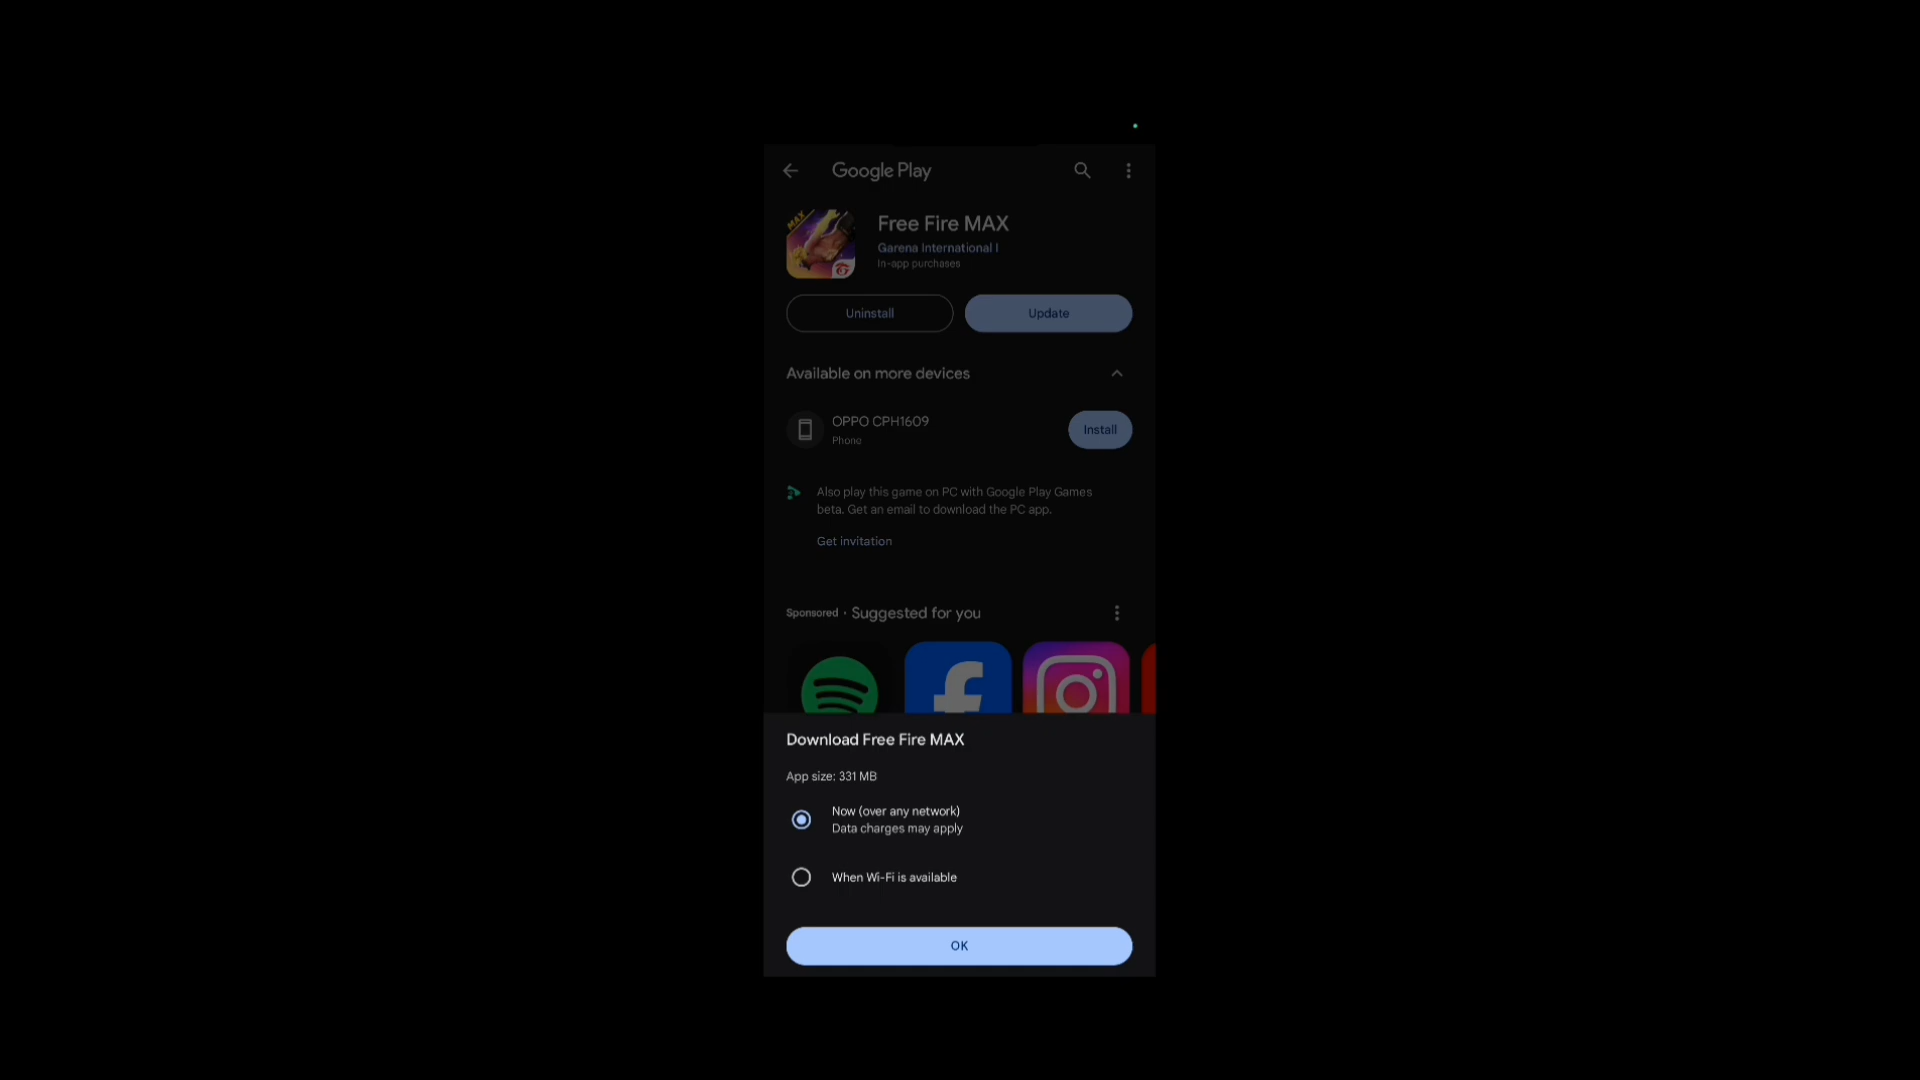 Google Play
MAX
Free Fire MAX
Garena International I
In-app purchases
Uninstall
Update
Available on more devices
OPPO CPH1609
Phone
Install
Also play this game on PC with Google Play Games
beta. Get an email to download the PC app.
Get invitation
Sponsored · Suggested for you
Download Free Fire MAX
App size: 331 MB
Now (over any network)
Data charges may apply
When Wi-Fi is available
OK